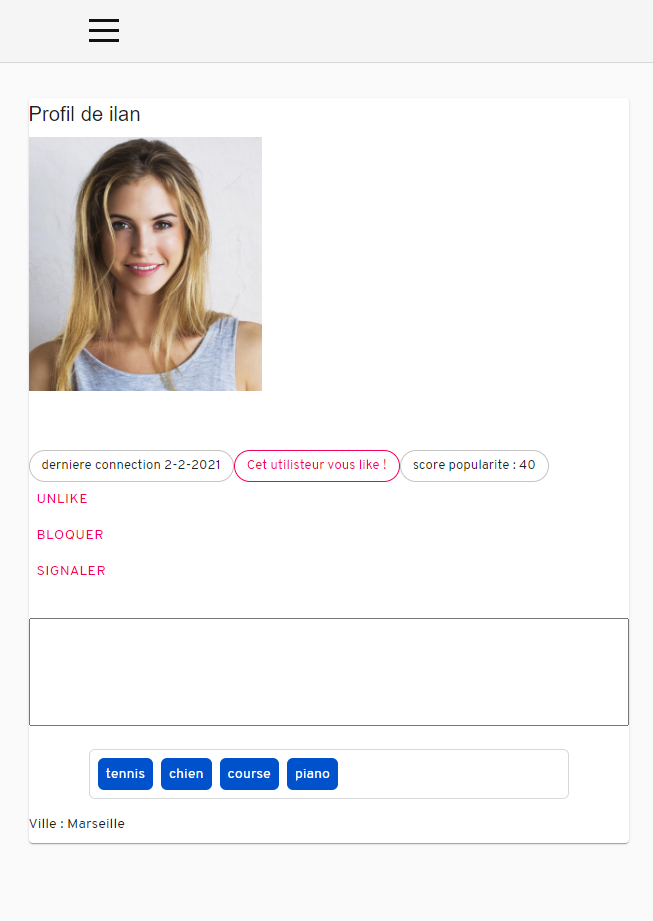 Profil de ilan
derniere connection 2-2-2021 Cet utilisteur vous like ! score popularite : 40
UNLIKE
BLOQUER
SIGNALER
tennis chien course piano
Ville : Marseille